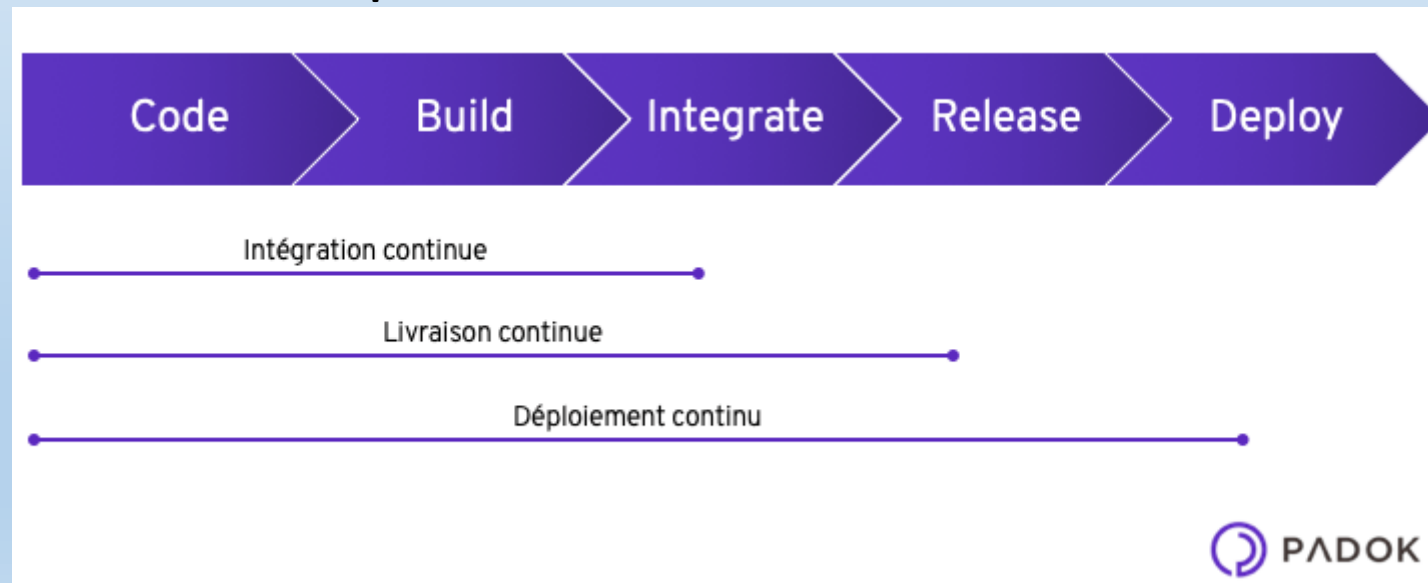 Code Build Integrate Release Deploy
Intégration continue
Livraison continue
Déploiement continu
PADOK